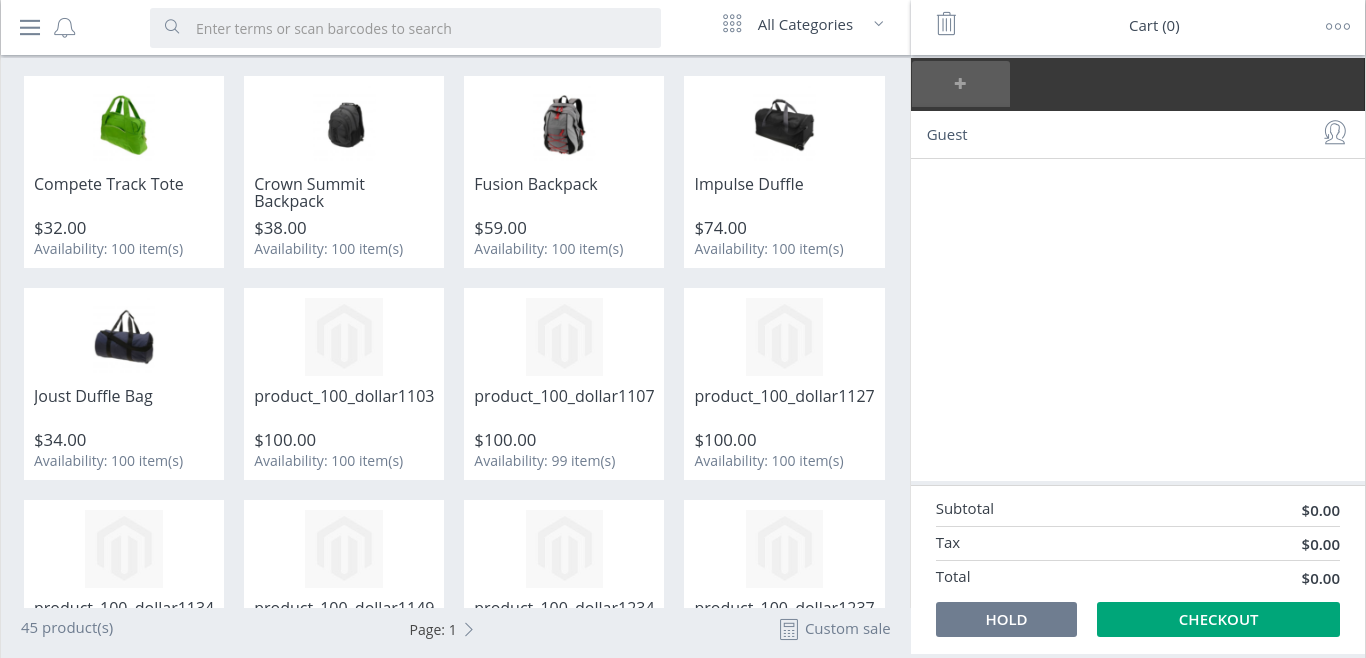 Enter terms or scan barcodes to search
All Categories
Cart (0)
+
Guest
Compete Track Tote
$32.00
Availability: 100 item(s)
Crown Summit
Backpack
$38.00
Availability: 100 item(s)
Fusion Backpack
$59.00
Availability: 100 item(s)
Impulse Duffle
$74.00
Availability: 100 item(s)
Joust Duffle Bag
$34.00
Availability: 100 item(s)
product_100_dollar1103
$100.00
Availability: 100 item(s)
product_100_dollar1107
$100.00
Availability: 99 item(s)
product_100_dollar1127
$100.00
Availability: 100 item(s)
product_100_dollar1134
product_100_dollar1149
product_100_dollar1234
product_100_dollar1237
45 product(s)
Page: 1
Custom sale
Subtotal
$0.00
Tax
$0.00
Total
$0.00
HOLD
CHECKOUT